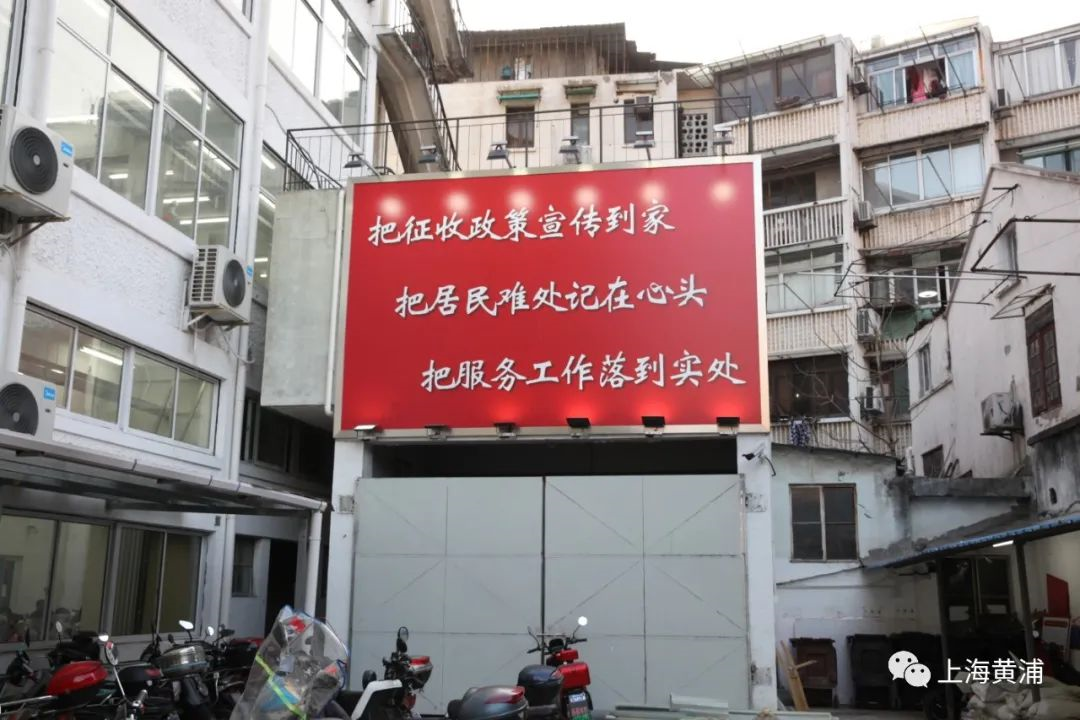 把征收政策宣传到家
把居民难处记在心头
把服务工作落到实处
上海黄浦